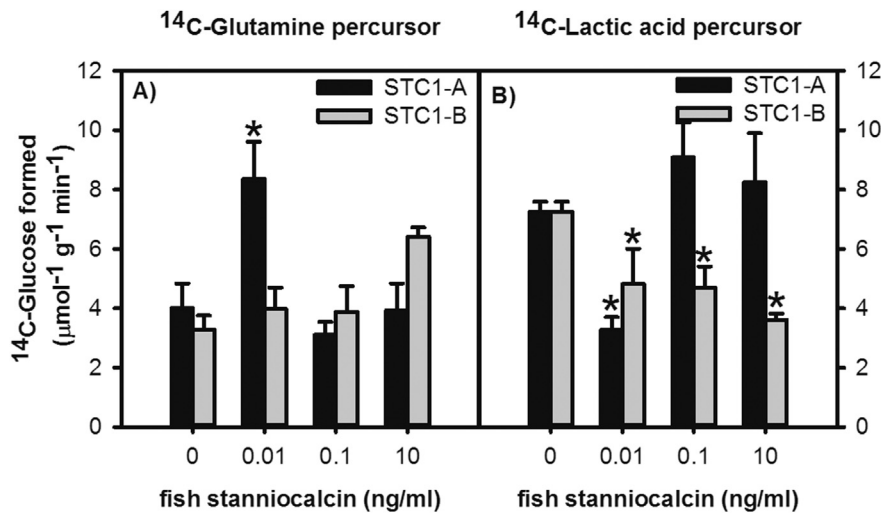 ¹⁴C-Glutamine percursor
¹⁴C-Lactic acid percursor
¹⁴C-Glucose formed
(µmol⁻¹ g⁻¹ min⁻¹)
12
10
8
6
4
2
0
A)
STC1-A
STC1-B
*
0 0.01 0.1 10
fish stanniocalcin (ng/ml)
B)
STC1-A
STC1-B
* * * *
0 0.01 0.1 10
fish stanniocalcin (ng/ml)
12
10
8
6
4
2
0